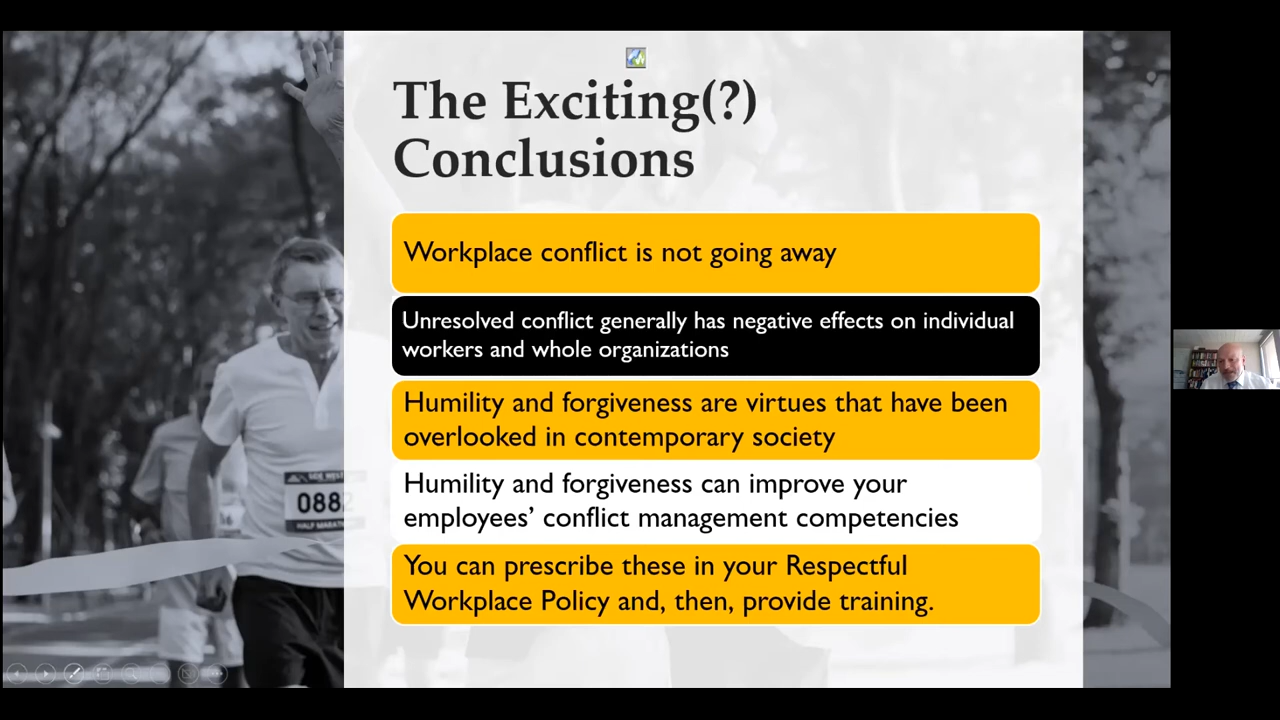 The Exciting(?)
Conclusions
Workplace conflict is not going away
Unresolved conflict generally has negative effects on individual
workers and whole organizations
Humility and forgiveness are virtues that have been
overlooked in contemporary society
Humility and forgiveness can improve your
employees’ conflict management competencies
You can prescribe these in your Respectful
Workplace Policy and, then, provide training.
0882